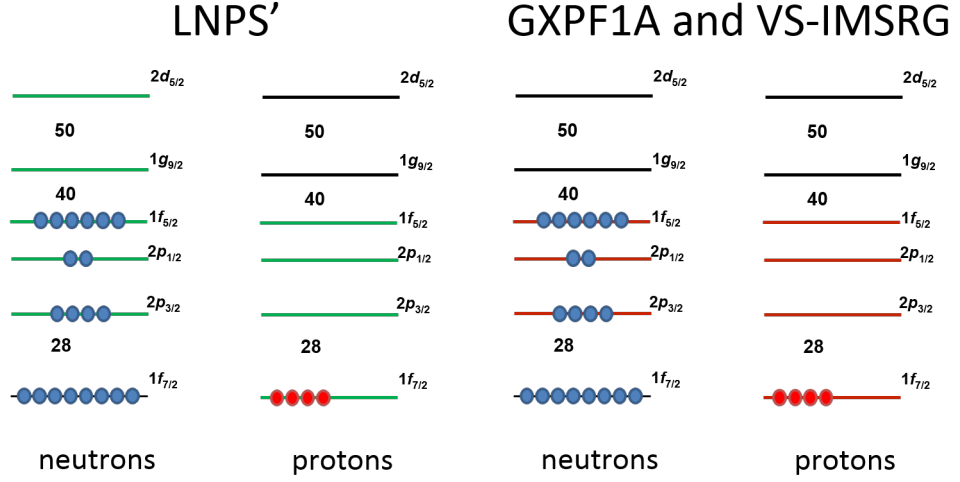 LNPS’ GXPF1A and VS-IMSRG
2d5/2 2d5/2 2d5/2 2d5/2
50 50 50 50
1g9/2 1g9/2 1g9/2 1g9/2
40 40 40 40
1f5/2 1f5/2 1f5/2 1f5/2
2p1/2 2p1/2 2p1/2 2p1/2
2p3/2 2p3/2 2p3/2 2p3/2
28 28 28 28
1f7/2 1f7/2 1f7/2 1f7/2
neutrons protons neutrons protons